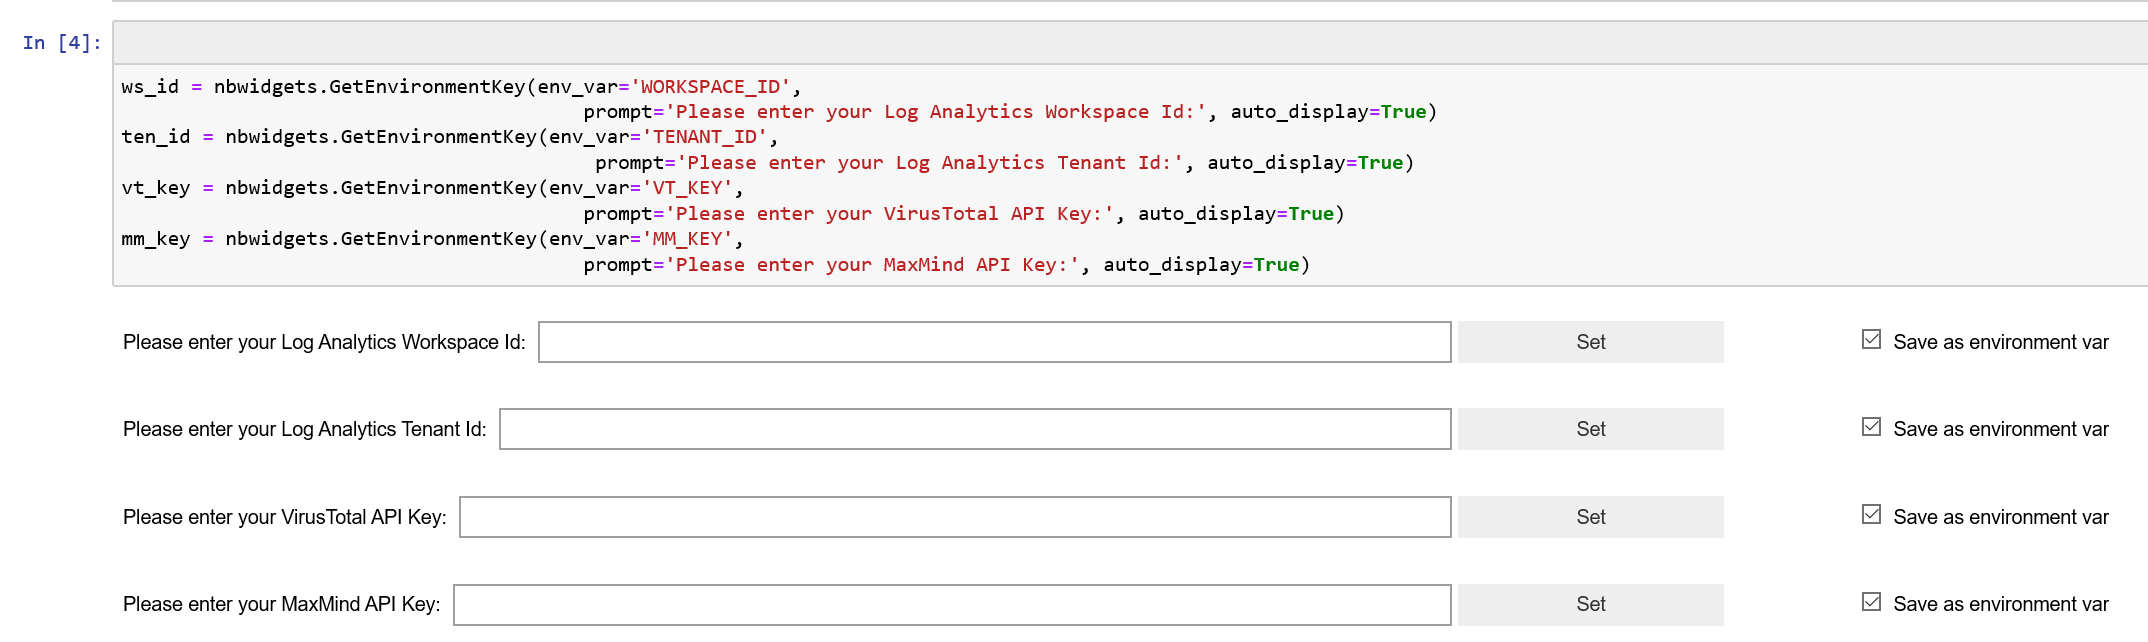 In [4]:
ws_id = nbwidgets.GetEnvironmentKey(env_var='WORKSPACE_ID',
prompt='Please enter your Log Analytics Workspace Id:', auto_display=True)
ten_id = nbwidgets.GetEnvironmentKey(env_var='TENANT_ID',
prompt='Please enter your Log Analytics Tenant Id:', auto_display=True)
vt_key = nbwidgets.GetEnvironmentKey(env_var='VT_KEY',
prompt='Please enter your VirusTotal API Key:', auto_display=True)
mm_key = nbwidgets.GetEnvironmentKey(env_var='MM_KEY',
prompt='Please enter your MaxMind API Key:', auto_display=True)
Please enter your Log Analytics Workspace Id: Set Save as environment var
Please enter your Log Analytics Tenant Id: Set Save as environment var
Please enter your VirusTotal API Key: Set Save as environment var
Please enter your MaxMind API Key: Set Save as environment var